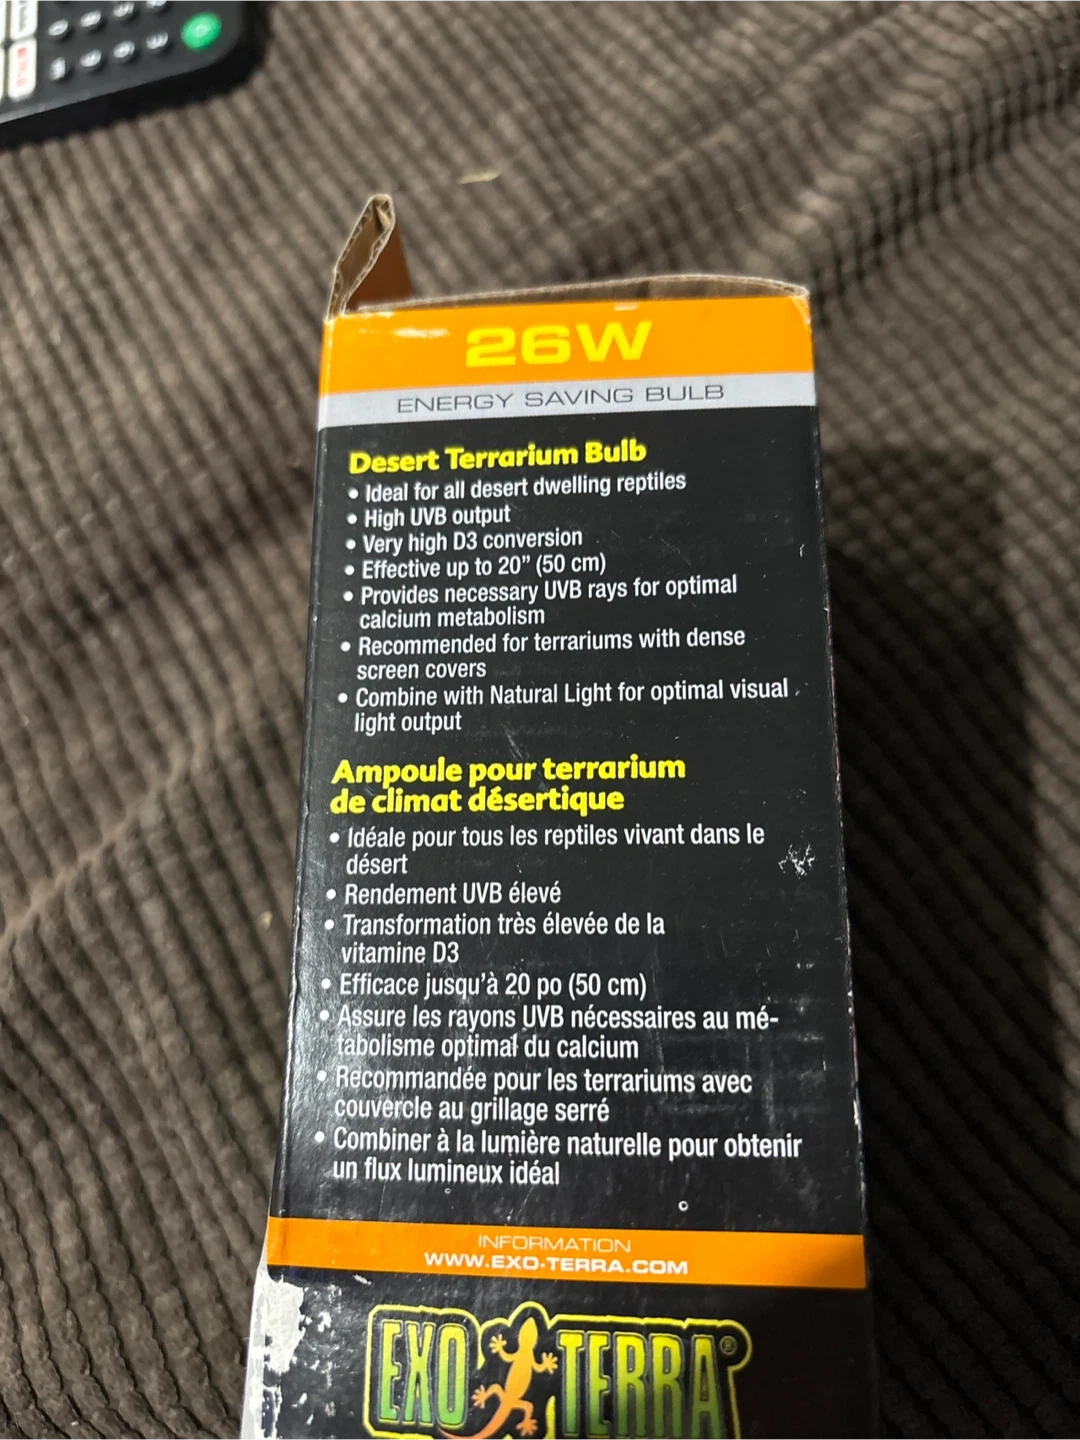 26W
ENERGY SAVING BULB
Desert Terrarium Bulb
• Ideal for all desert dwelling reptiles
• High UVB output
• Very high D3 conversion
• Effective up to 20” (50 cm)
• Provides necessary UVB rays for optimal
calcium metabolism
• Recommended for terrariums with dense
screen covers
• Combine with Natural Light for optimal visual
light output
Ampoule pour terrarium
de climat désertique
• Idéale pour tous les reptiles vivant dans le
désert
• Rendement UVB élevé
• Transformation très élevée de la
vitamine D3
• Efficace jusqu’à 20 po (50 cm)
• Assure les rayons UVB nécessaires au mé-
tabolisme optimal du calcium
• Recommandée pour les terrariums avec
couvercle au grillage serré
• Combiner à la lumière naturelle pour obtenir
un flux lumineux idéal
INFORMATION
WWW.EXO-TERRA.COM
EXO TERRA®